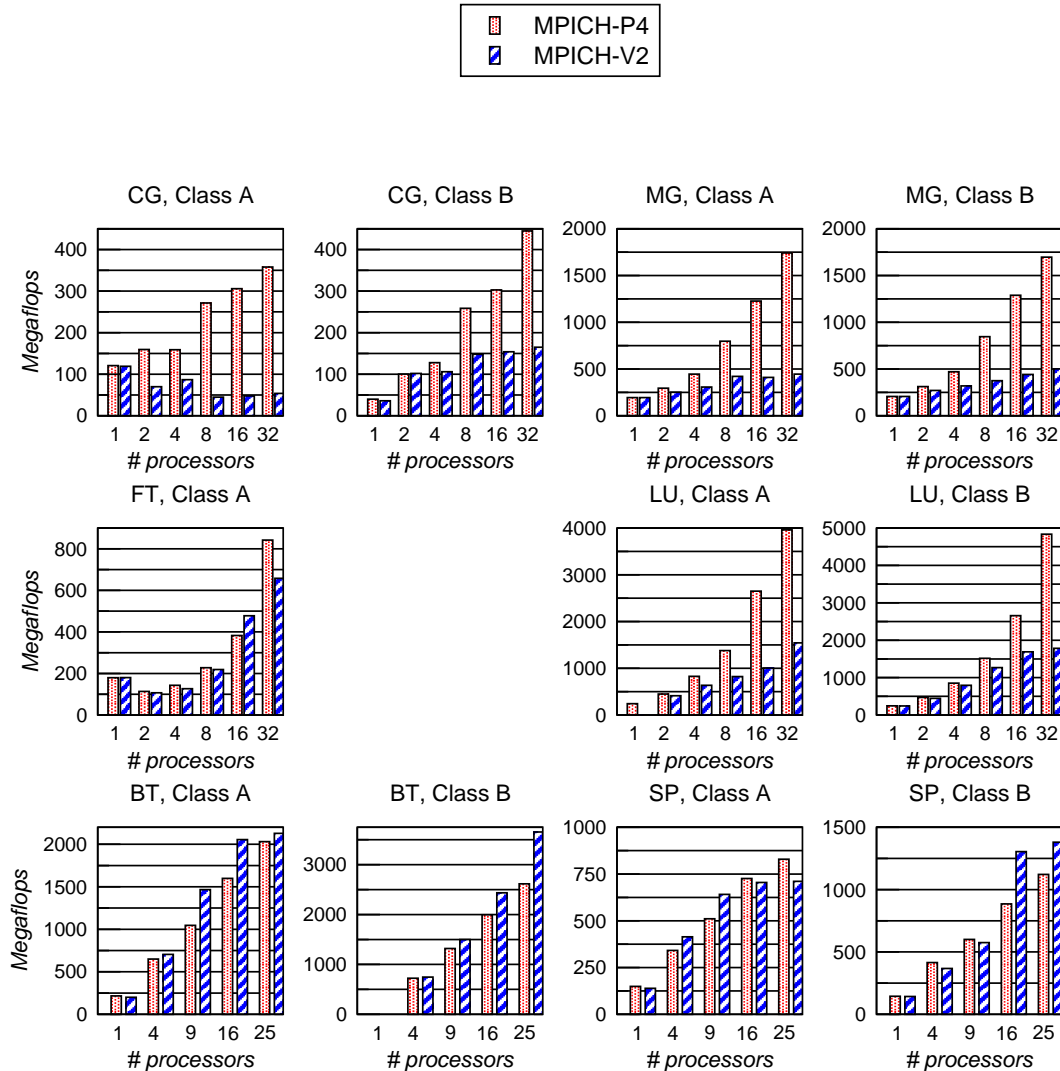 MPICH-P4
MPICH-V2
CG, Class A
CG, Class B
MG, Class A
MG, Class B
Megaflops
400
300
200
100
0
1 2 4 8 16 32
# processors
400
300
200
100
0
1 2 4 8 16 32
# processors
2000
1500
1000
500
0
1 2 4 8 16 32
# processors
2000
1500
1000
500
0
1 2 4 8 16 32
# processors
FT, Class A
LU, Class A
LU, Class B
Megaflops
800
600
400
200
0
1 2 4 8 16 32
# processors
4000
3000
2000
1000
0
1 2 4 8 16 32
# processors
5000
4000
3000
2000
1000
0
1 2 4 8 16 32
# processors
BT, Class A
BT, Class B
SP, Class A
SP, Class B
Megaflops
2000
1500
1000
500
0
1 4 9 16 25
# processors
3000
2000
1000
0
1 4 9 16 25
# processors
1000
750
500
250
0
1 4 9 16 25
# processors
1500
1000
500
0
1 4 9 16 25
# processors